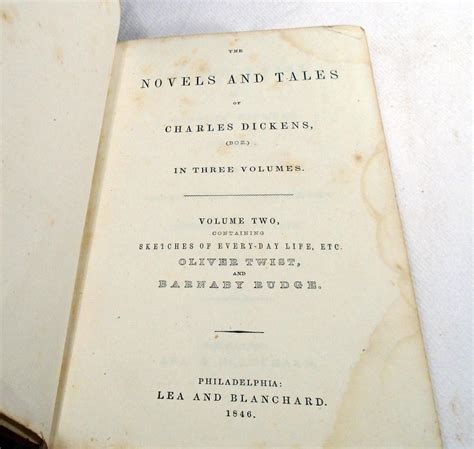 THE
NOVELS AND TALES
OF
CHARLES DICKENS,
(BOZ.)
IN THREE VOLUMES.
VOLUME TWO,
CONTAINING
SKETCHES OF EVERY-DAY LIFE, ETC.
OLIVER TWIST,
AND
BARNABY RUDGE.
PHILADELPHIA:
LEA AND BLANCHARD.
1846.